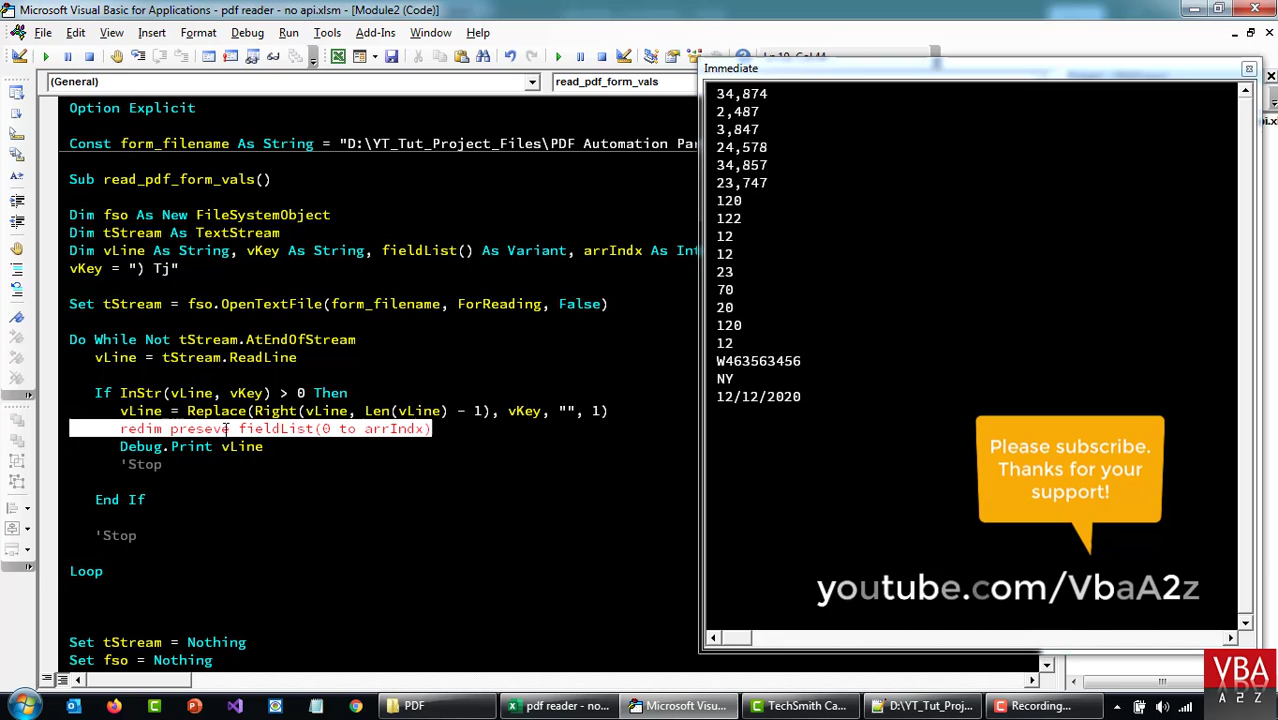 Microsoft Visual Basic for Applications - pdf reader - no api.xlsm - [Module2 (Code)]
File Edit View Insert Format Debug Run Tools Add-Ins Window Help
(General)
read_pdf_form_vals
Option Explicit
Const form_filename As String = "D:\YT_Tut_Project_Files\PDF Automation Par
Sub read_pdf_form_vals()
Dim fso As New FileSystemObject
Dim tStream As TextStream
Dim vLine As String, vKey As String, fieldList() As Variant, arrIndx As Int
vKey = ") Tj"
Set tStream = fso.OpenTextFile(form_filename, ForReading, False)
Do While Not tStream.AtEndOfStream
vLine = tStream.ReadLine
If InStr(vLine, vKey) > 0 Then
vLine = Replace(Right(vLine, Len(vLine) - 1), vKey, "", 1)
redim preseve fieldList(0 to arrIndx)
Debug.Print vLine
'Stop
End If
'Stop
Loop
Set tStream = Nothing
Set fso = Nothing
Immediate
34,874
2,487
3,847
24,578
34,857
23,747
120
122
12
12
23
70
20
120
12
W463563456
NY
12/12/2020
Please subscribe.
Thanks for your
support!
youtube.com/VbaA2z
VBA
A 2 Z
PDF
pdf reader - no...
Microsoft Visu...
TechSmith Ca...
D:\YT_Tut_Proj...
Recording...